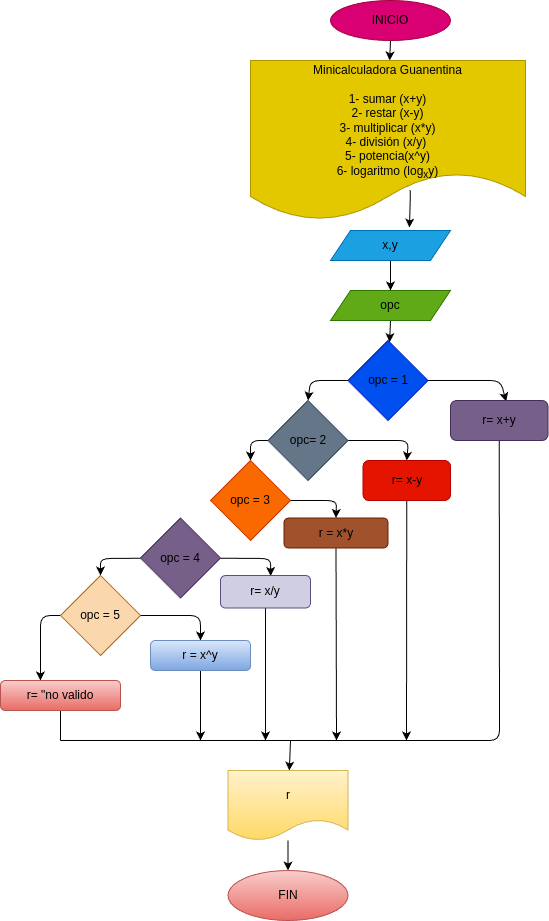 INICIO
Minicalculadora Guanentina
1- sumar (x+y)
2- restar (x-y)
3- multiplicar (x*y)
4- división (x/y)
5- potencia(x^y)
6- logaritmo (logxy)
x,y
opc
opc = 1
r= x+y
opc= 2
r= x-y
opc = 3
r = x*y
opc = 4
r= x/y
opc = 5
r = x^y
r= "no valido
r
FIN